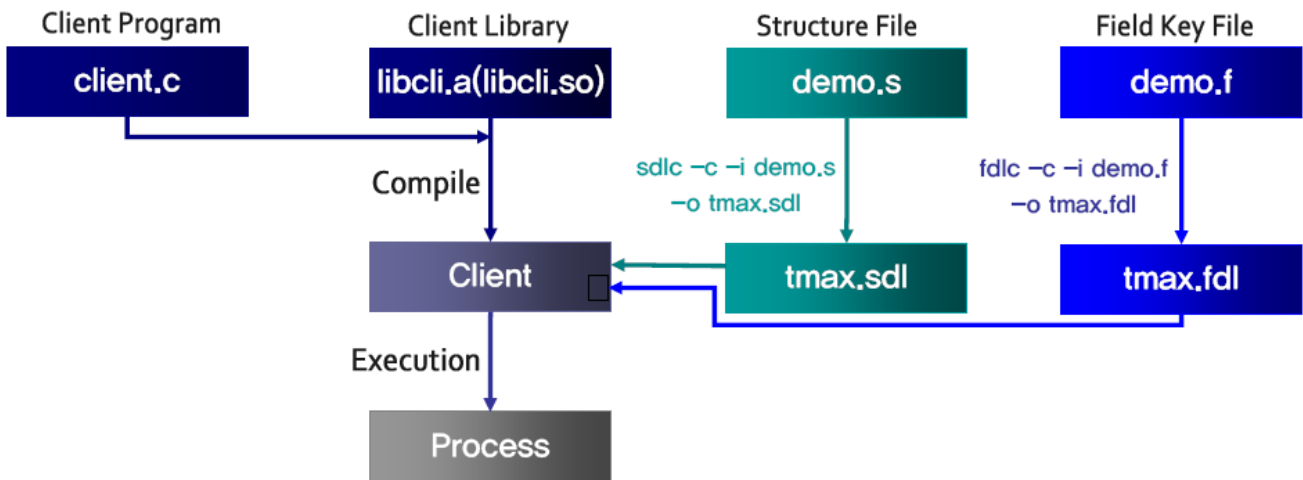 Client Program
Client Library
Structure File
Field Key File
client.c
libcli.a(libcli.so)
demo.s
demo.f
Compile
sdlc –c –i demo.s
–o tmax.sdl
fdlc –c –i demo.f
–o tmax.fdl
Client
tmax.sdl
tmax.fdl
Execution
Process